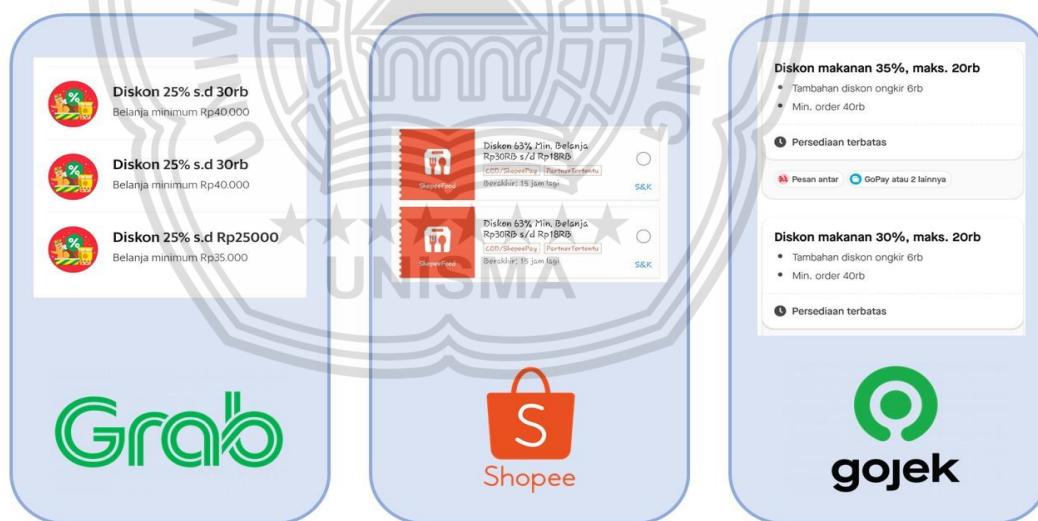 Diskon 25% s.d 30rb
Belanja minimum Rp40.000
Diskon 25% s.d 30rb
Belanja minimum Rp40.000
Diskon 25% s.d Rp25000
Belanja minimum Rp35.000
Grab
Diskon 63% Min. Belanja
Rp30RB s/d Rp18RB
COD/ShopeePay PartnerTertentu
Berakhir: 15 jam lagi
S&K
ShopeeFood
Diskon 63% Min. Belanja
Rp30RB s/d Rp18RB
COD/ShopeePay PartnerTertentu
Berakhir: 15 jam lagi
S&K
ShopeeFood
S
Shopee
Diskon makanan 35%, maks. 20rb
Tambahan diskon ongkir 6rb
Min. order 40rb
Persediaan terbatas
Pesan antar GoPay atau 2 lainnya
Diskon makanan 30%, maks. 20rb
Tambahan diskon ongkir 6rb
Min. order 40rb
Persediaan terbatas
gojek
UNISMA